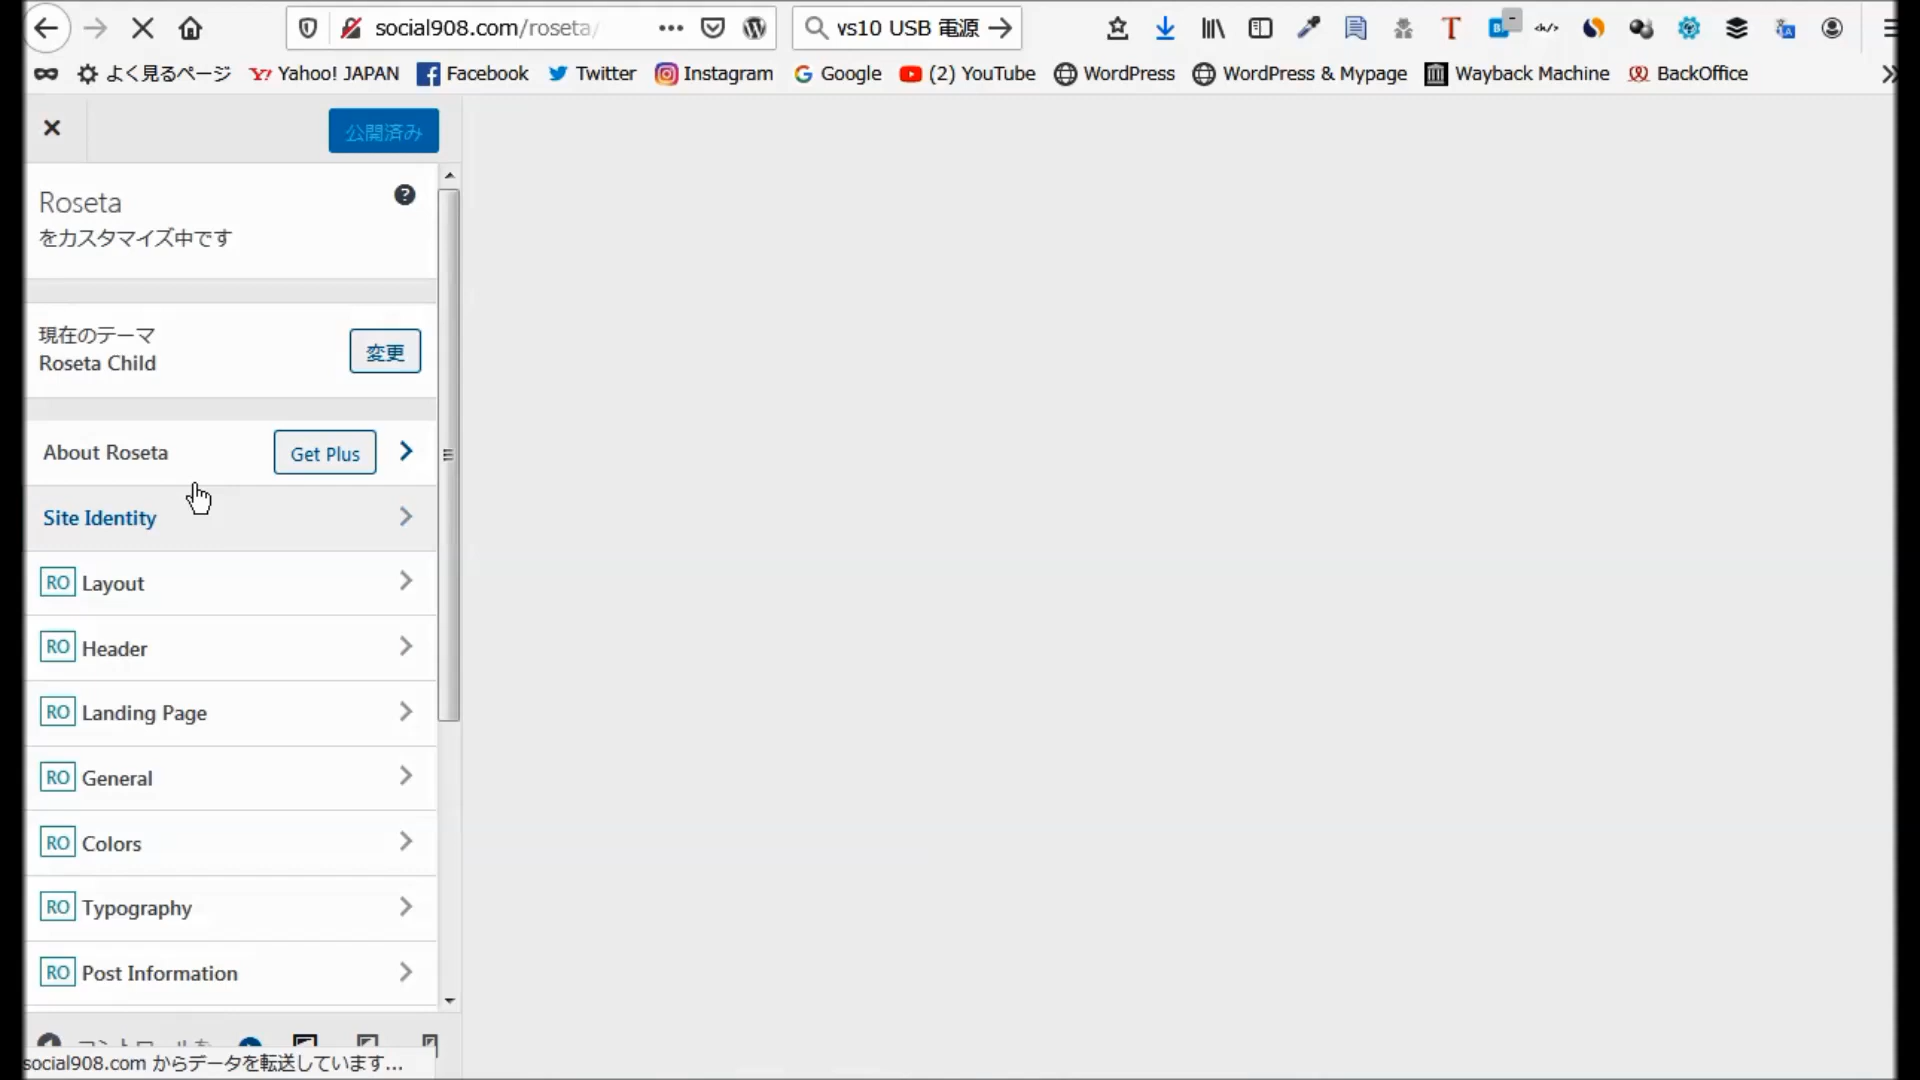 social908.com/roseta/
vs10 USB 電源
よく見るページ Yahoo! JAPAN Facebook Twitter Instagram Google (2) YouTube WordPress WordPress & Mypage Wayback Machine BackOffice
公開済み
Roseta
をカスタマイズ中です
現在のテーマ
Roseta Child
変更
About Roseta
Get Plus
Site Identity
RO Layout
RO Header
RO Landing Page
RO General
RO Colors
RO Typography
RO Post Information
social908.com からデータを転送しています...